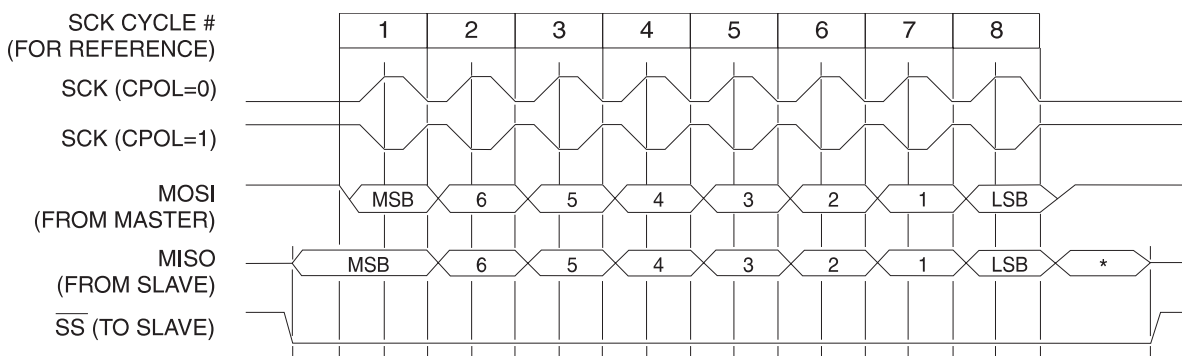 SCK CYCLE #
(FOR REFERENCE)
1 2 3 4 5 6 7 8
SCK (CPOL=0)
SCK (CPOL=1)
MOSI
(FROM MASTER)
MSB 6 5 4 3 2 1 LSB
MISO
(FROM SLAVE)
MSB 6 5 4 3 2 1 LSB *
SS (TO SLAVE)